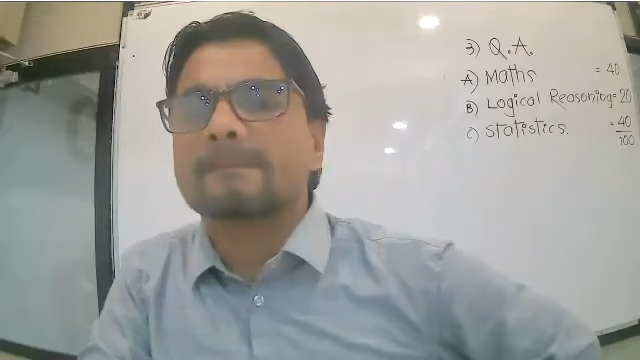 3) Q.A.
A) Maths = 40
B) Logical Reasoning = 20
C) Statistics. = 40
100